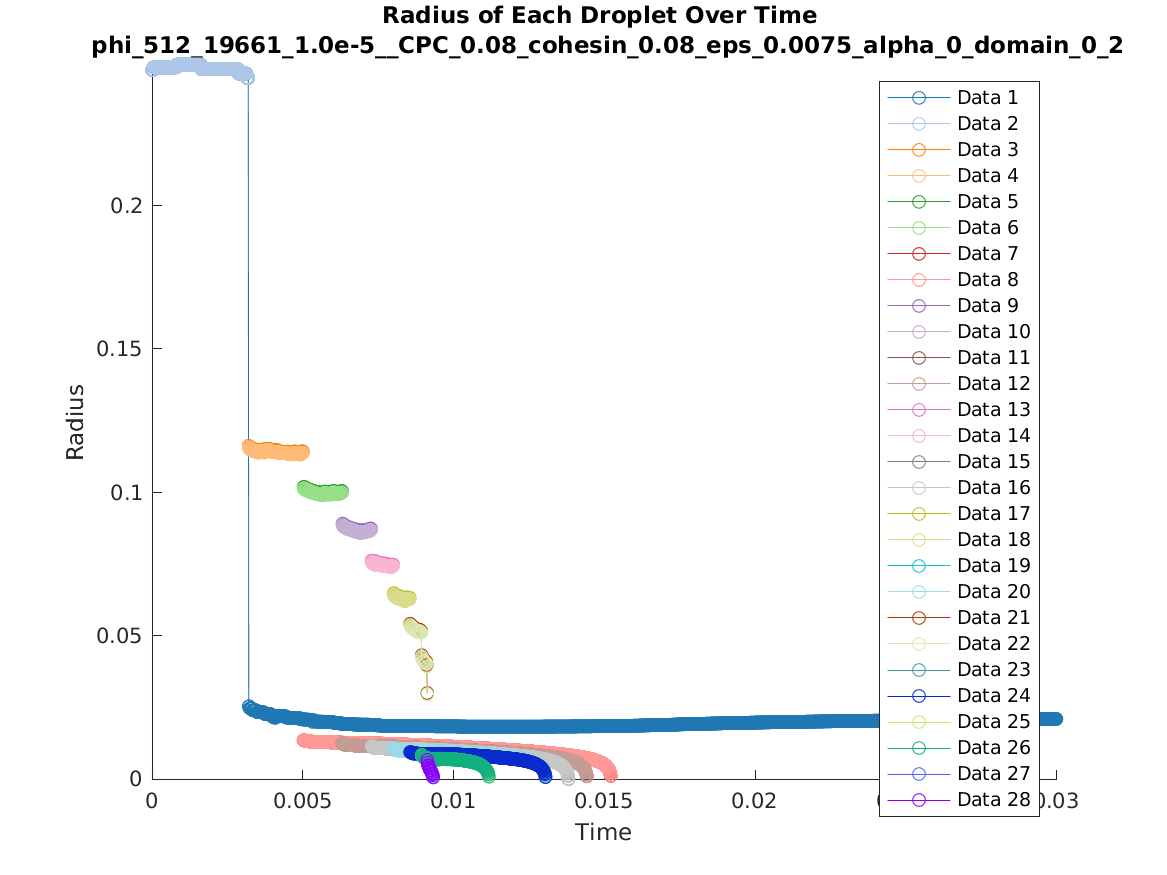 Radius of Each Droplet Over Time
phi_512_19661_1.0e-5__CPC_0.08_cohesin_0.08_eps_0.0075_alpha_0_domain_0_2
Radius
0.2
0.15
0.1
0.05
0
0
0.005
0.01
0.015
0.02
0.03
Time
Data 1
Data 2
Data 3
Data 4
Data 5
Data 6
Data 7
Data 8
Data 9
Data 10
Data 11
Data 12
Data 13
Data 14
Data 15
Data 16
Data 17
Data 18
Data 19
Data 20
Data 21
Data 22
Data 23
Data 24
Data 25
Data 26
Data 27
Data 28